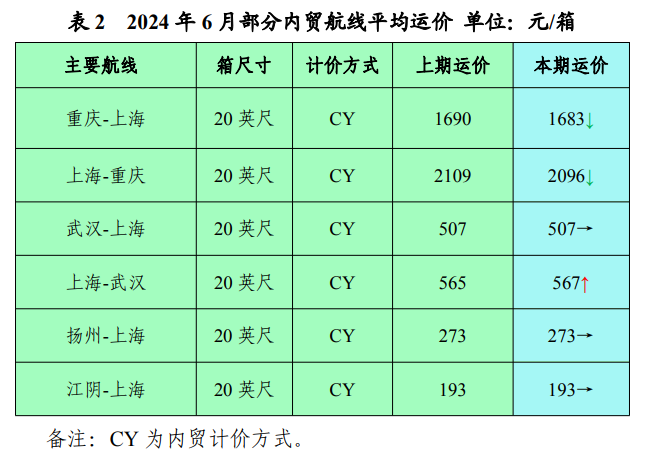 表 2 2024 年 6 月部分内贸航线平均运价 单位：元/箱
主要航线 箱尺寸 计价方式 上期运价 本期运价
重庆-上海 20 英尺 CY 1690 1683↓
上海-重庆 20 英尺 CY 2109 2096↓
武汉-上海 20 英尺 CY 507 507→
上海-武汉 20 英尺 CY 565 567↑
扬州-上海 20 英尺 CY 273 273→
江阴-上海 20 英尺 CY 193 193→
备注：CY 为内贸计价方式。